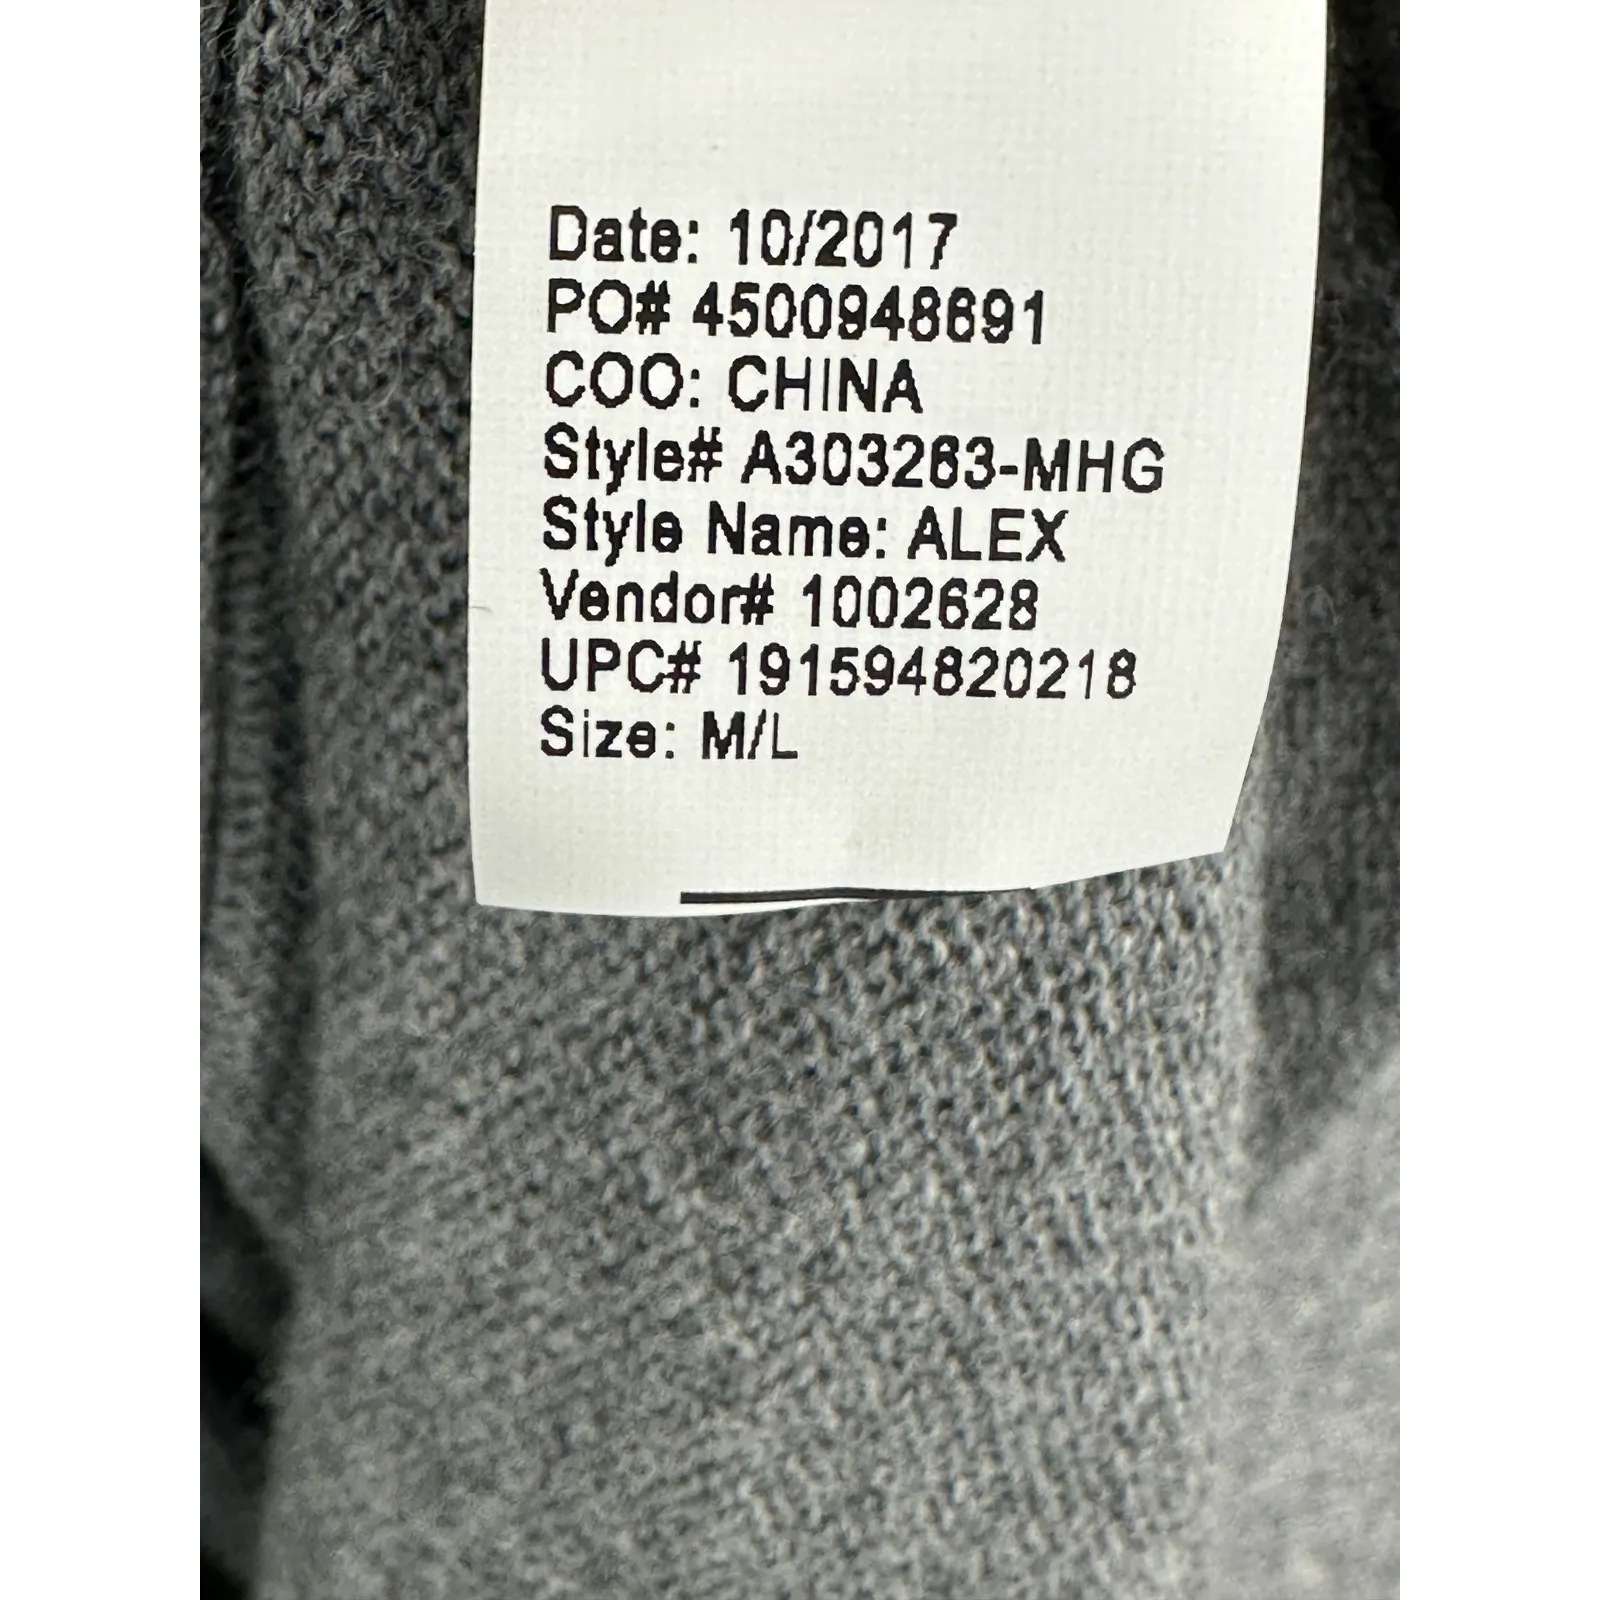 Date: 10/2017
PO# 4500948691
COO: CHINA
Style# A303263-MHG
Style Name: ALEX
Vendor# 1002628
UPC# 191594820218
Size: M/L